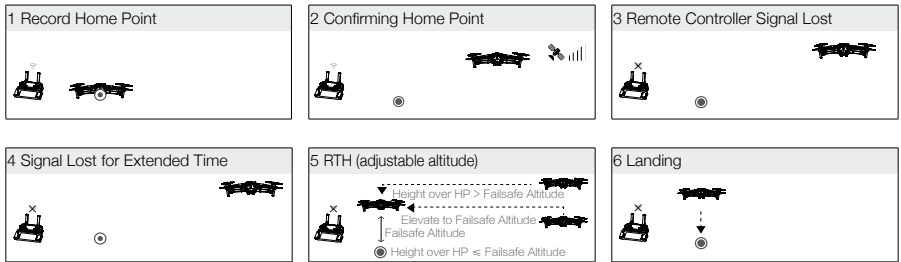 1 Record Home Point
2 Confirming Home Point
3 Remote Controller Signal Lost
4 Signal Lost for Extended Time
5 RTH (adjustable altitude)
Height over HP > Failsafe Altitude
Elevate to Failsafe Altitude
Failsafe Altitude
Height over HP ≤ Failsafe Altitude
6 Landing